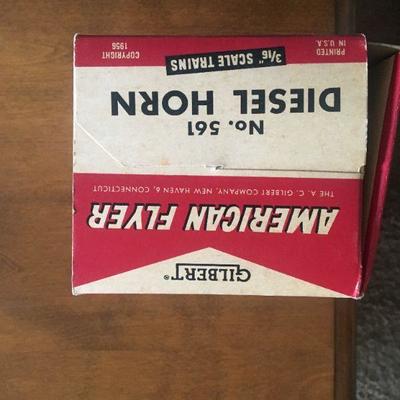 GILBERT®
AMERICAN FLYER
THE A. C. GILBERT COMPANY, NEW HAVEN 6, CONNECTICUT
No. 561
DIESEL HORN
PRINTED
IN U.S.A.
3/16" SCALE TRAINS
COPYRIGHT
1956